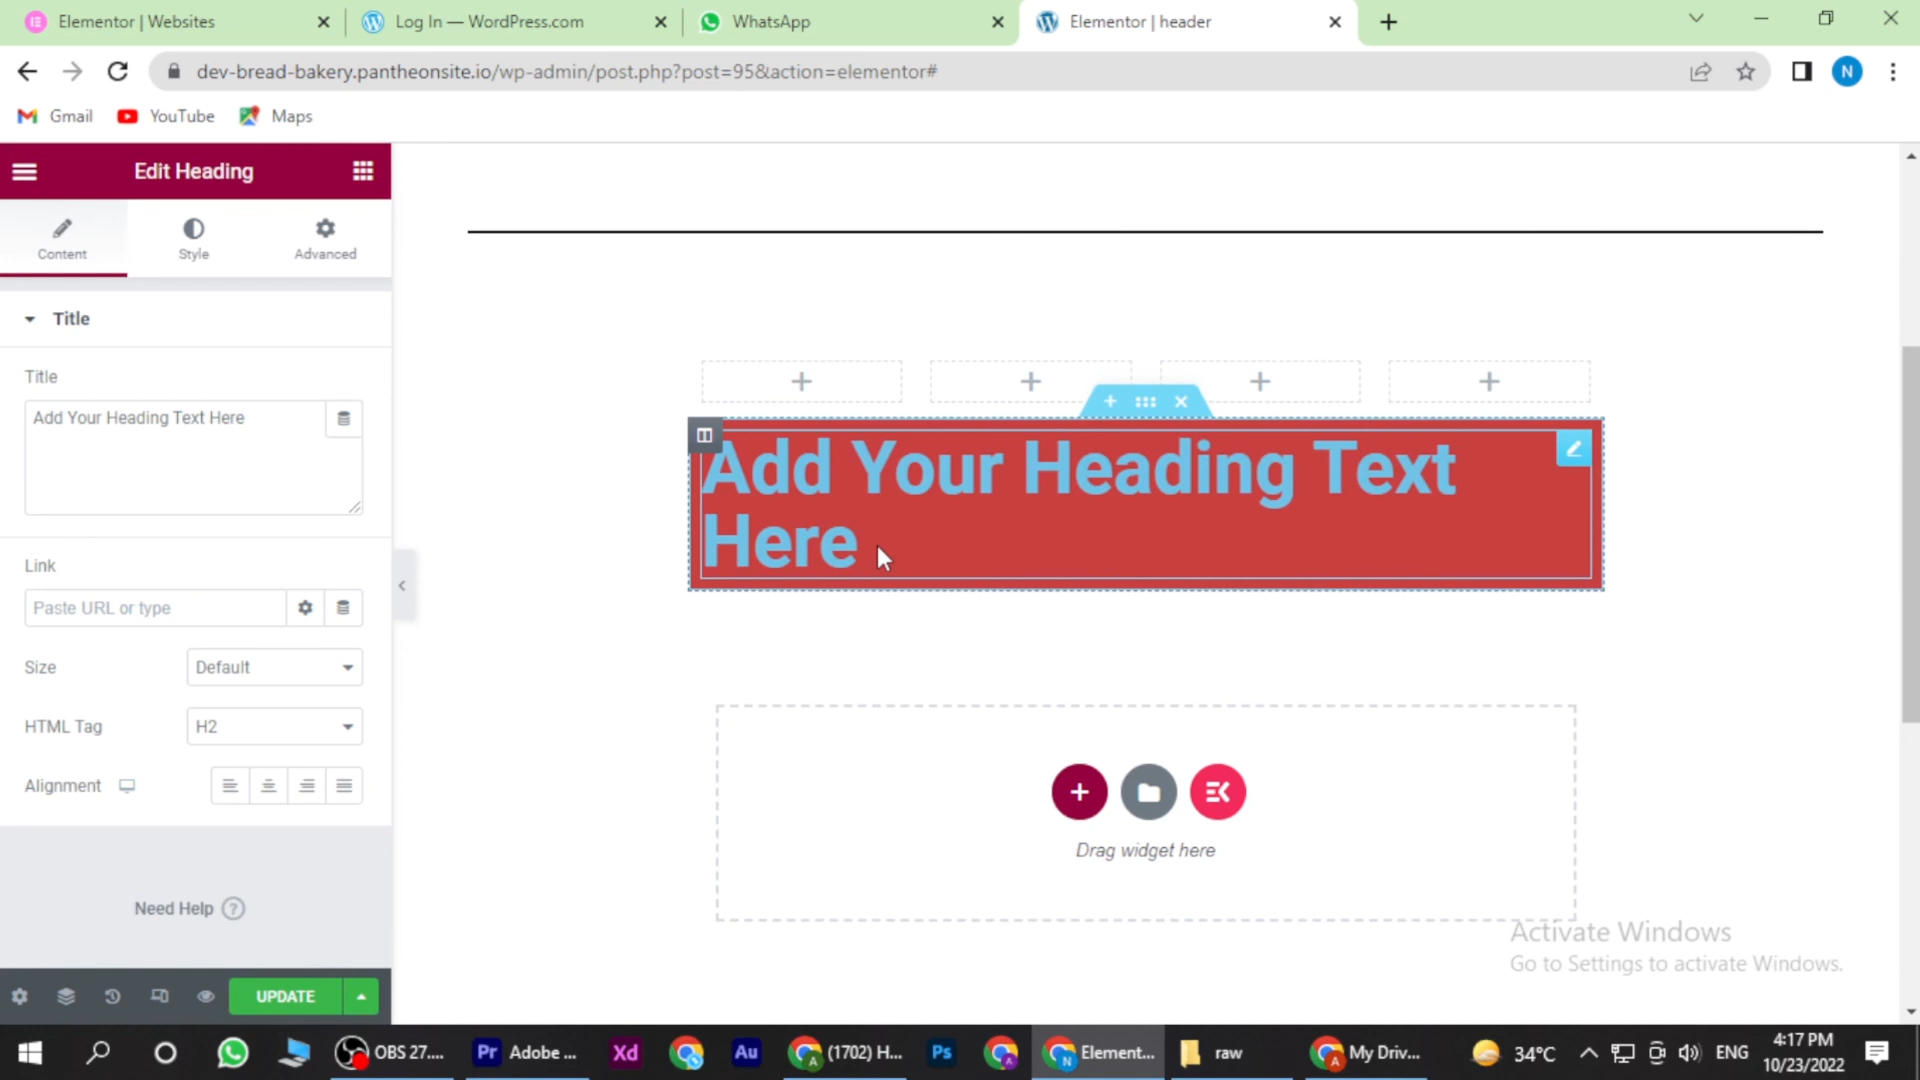 Elementor | Websites
Log In — WordPress.com
WhatsApp
Elementor | header
dev-bread-bakery.pantheonsite.io/wp-admin/post.php?post=95&action=elementor#
N
Gmail
YouTube
Maps
Edit Heading
Content
Style
Advanced
Title
Title
Add Your Heading Text Here
Link
Paste URL or type
Size
Default
HTML Tag
H2
Alignment
Need Help
UPDATE
Add Your Heading Text
Here
Drag widget here
Activate Windows
Go to Settings to activate Windows.
OBS 27....
Pr
Adobe ...
Xd
Au
(1702) H...
Ps
Element...
raw
My Driv...
34°C
ENG
4:17 PM
10/23/2022